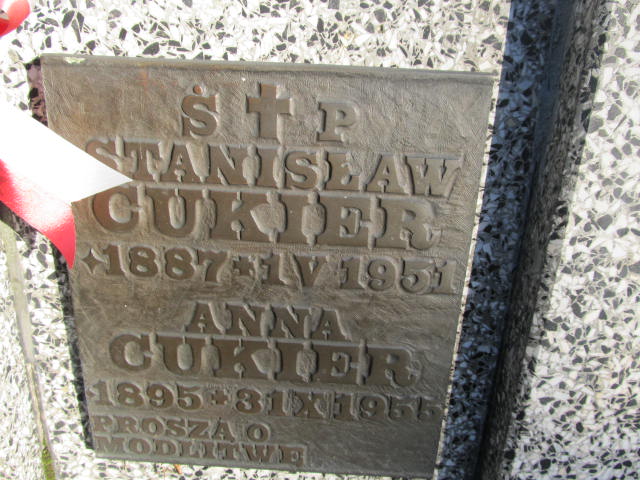 Ś ✝ P
STANISŁAW
CUKIER
✦1887+1V1951
ANNA
CUKIER
1895+31X1955
PROSZĄ O
MODLITWĘ